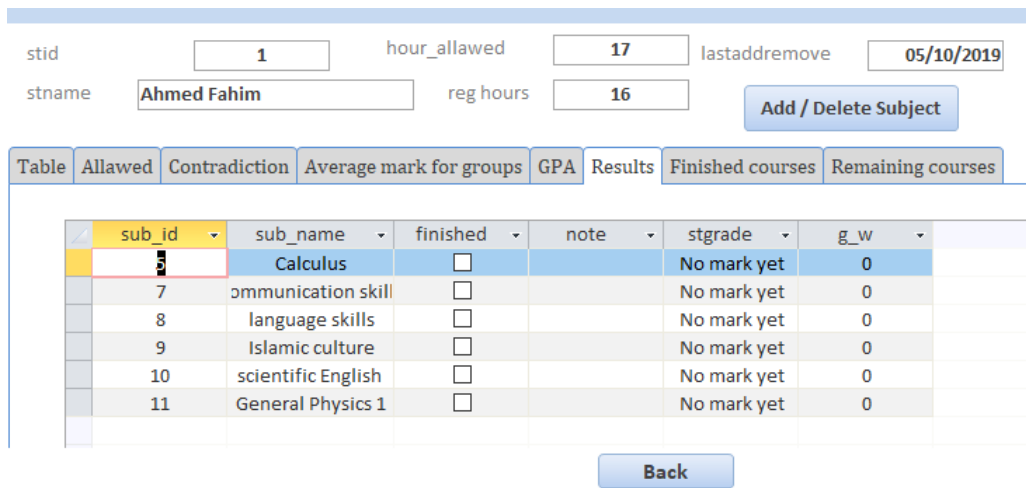 stid 1 hour_allawed 17 lastaddremove 05/10/2019
stname Ahmed Fahim reg hours 16 Add / Delete Subject
Table Allawed Contradiction Average mark for groups GPA Results Finished courses Remaining courses
sub_id sub_name finished note stgrade g_w
5 Calculus No mark yet 0
7 ommunication skil No mark yet 0
8 language skills No mark yet 0
9 Islamic culture No mark yet 0
10 scientific English No mark yet 0
11 General Physics 1 No mark yet 0
Back